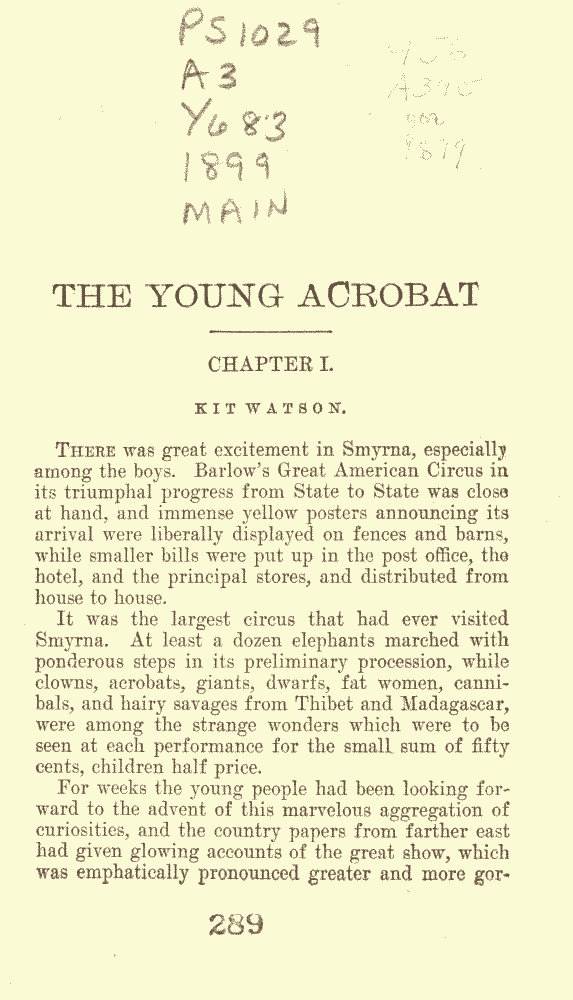 PS1029
A3
Y683
1899
MAIN
THE YOUNG ACROBAT
CHAPTER I.
KIT WATSON.
THERE was great excitement in Smyrna, especially
among the boys. Barlow's Great American Circus in
its triumphal progress from State to State was close
at hand, and immense yellow posters announcing its
arrival were liberally displayed on fences and barns,
while smaller bills were put up in the post office, the
hotel, and the principal stores, and distributed from
house to house.
It was the largest circus that had ever visited
Smyrna. At least a dozen elephants marched with
ponderous steps in its preliminary procession, while
clowns, acrobats, giants, dwarfs, fat women, canni-
bals, and hairy savages from Thibet and Madagascar,
were among the strange wonders which were to be
seen at each performance for the small sum of fifty
cents, children half price.
For weeks the young people had been looking for-
ward to the advent of this marvelous aggregation of
curiosities, and the country papers from farther east
had given glowing accounts of the great show, which
was emphatically pronounced greater and more gor-
289